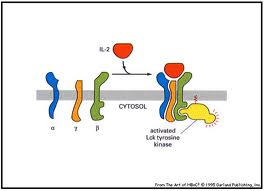 IL-2
CYTOSOL
α γ β
activated
Lck tyrosine
kinase
From The Art of MBoC³ © 1995 Garland Publishing, Inc.